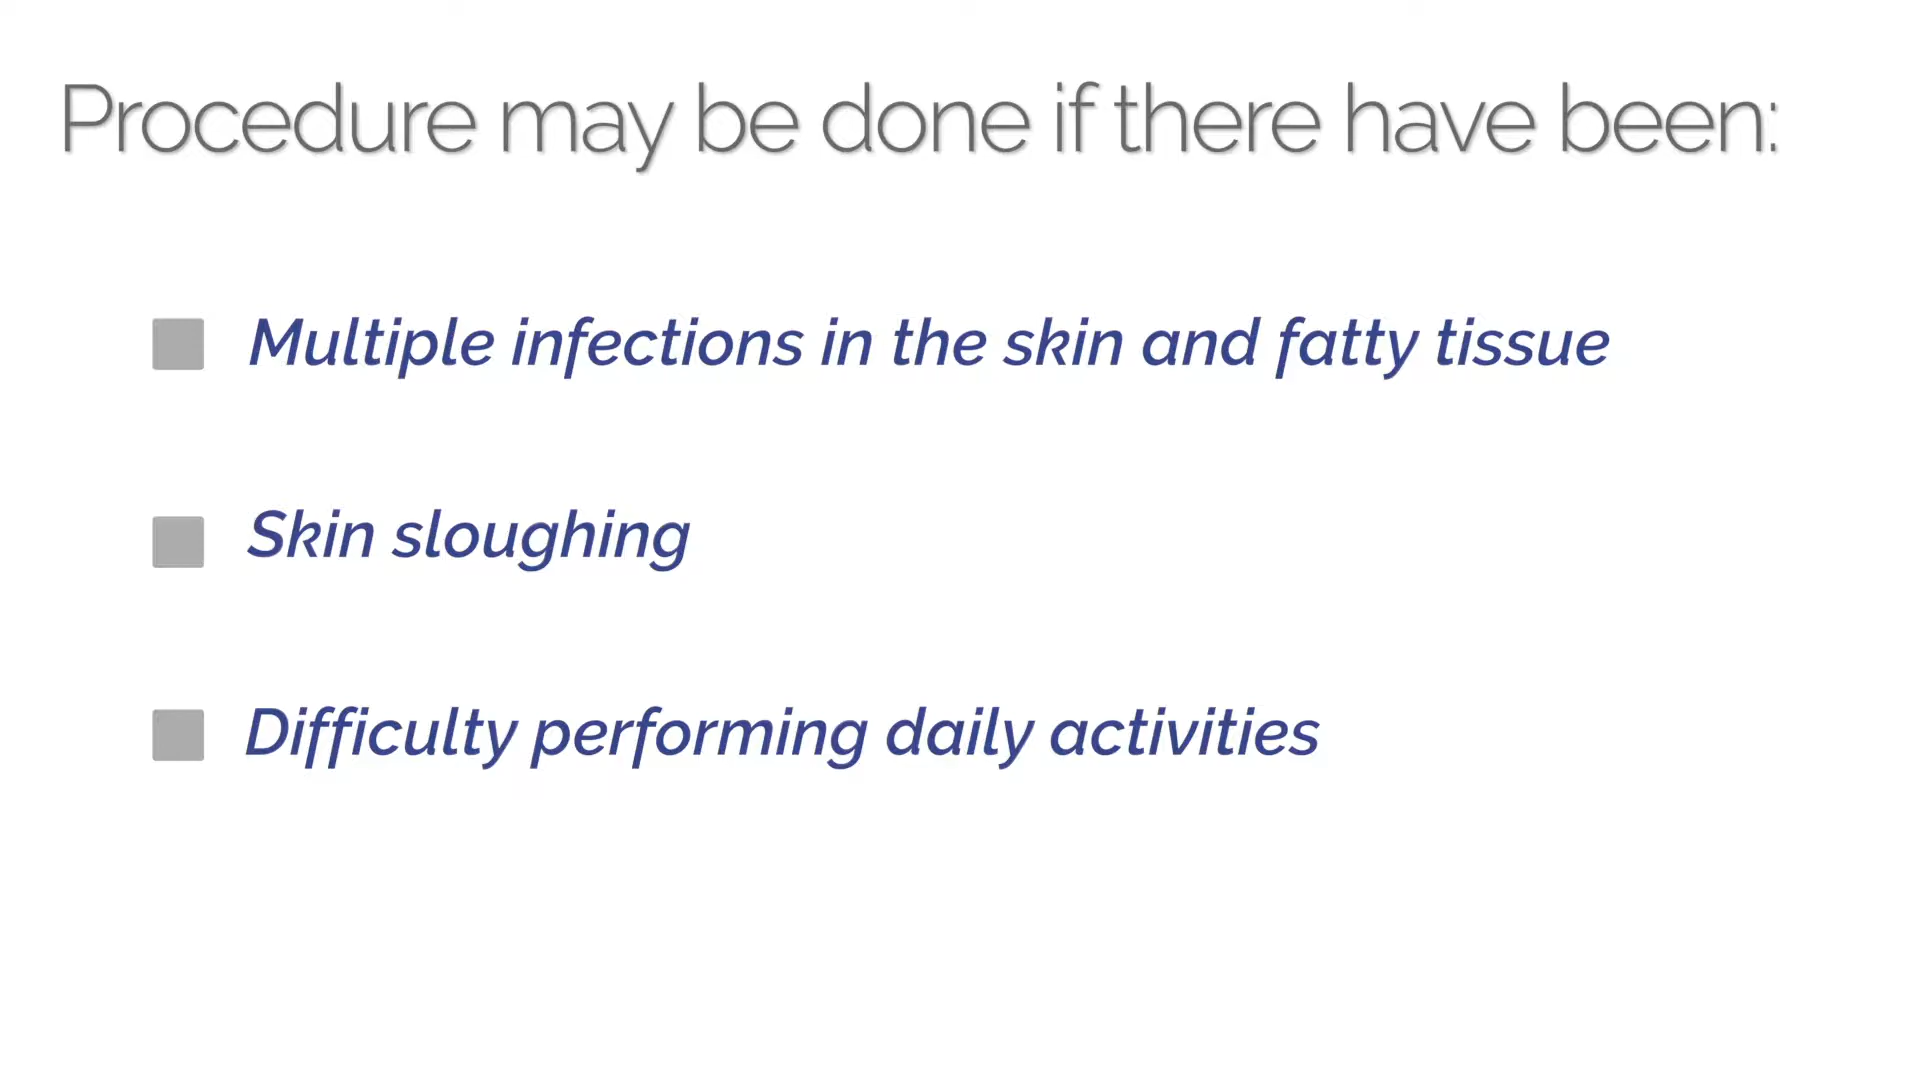 Procedure may be done if there have been:
Multiple infections in the skin and fatty tissue
Skin sloughing
Difficulty performing daily activities